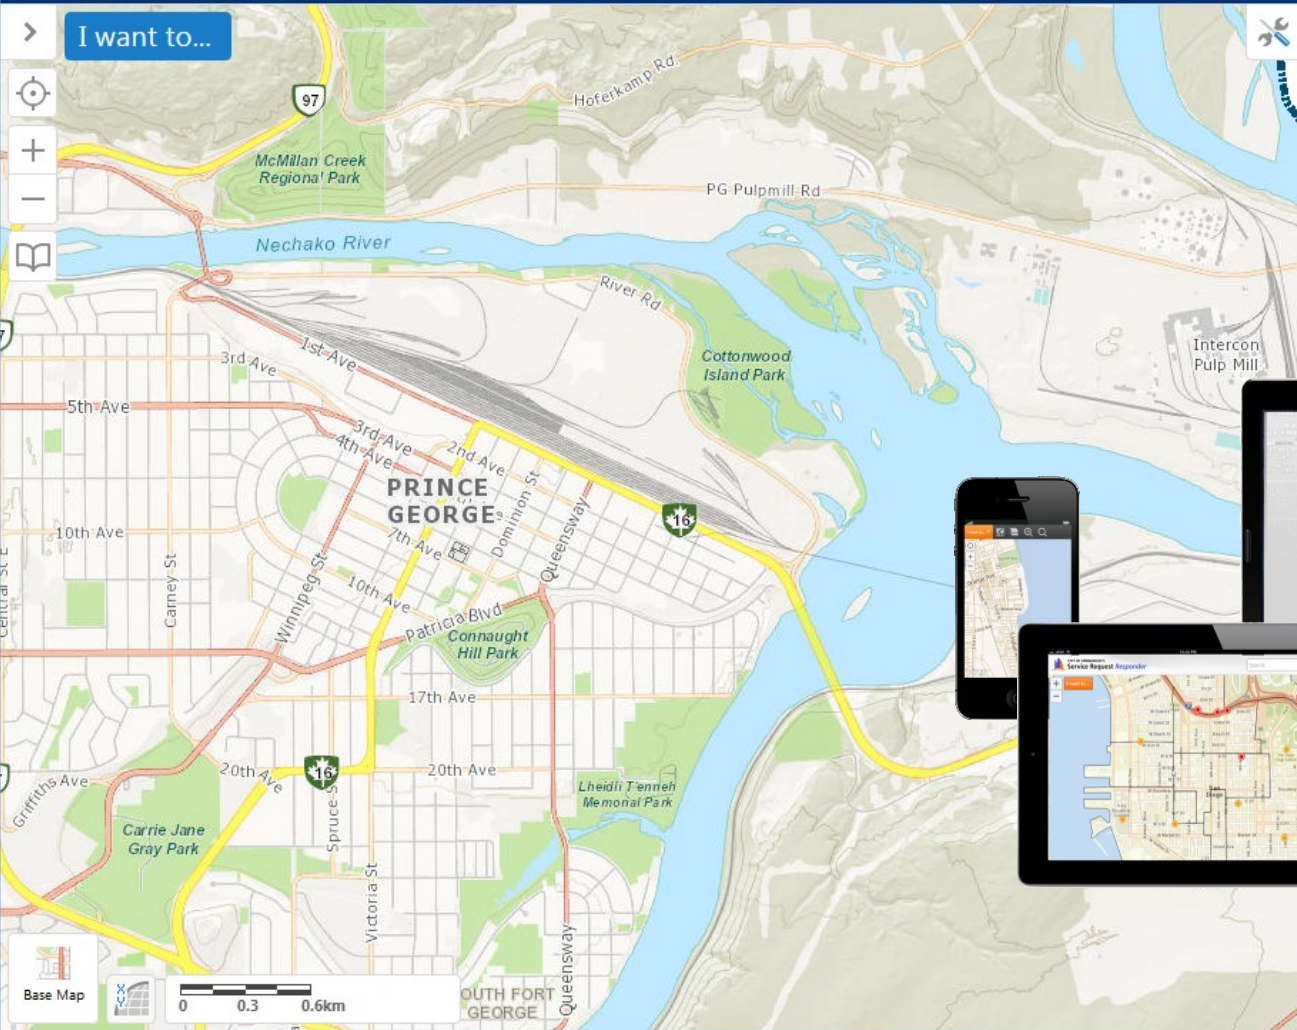 I want to...
97
Hoferkamp Rd.
McMillan Creek
Regional Park
PG Pulpmill Rd
Nechako River
River Rd
1st Ave
3rd Ave
Cottonwood
Island Park
Intercon
Pulp Mill
5th Ave
3rd Ave
4th Ave
2nd Ave
PRINCE
GEORGE
Dominion St
Queensway
16
10th Ave
7th Ave
Carney St
Winnipeg St
10th Ave
Patricia Blvd
Connaught
Hill Park
17th Ave
20th Ave
16
20th Ave
Griffiths Ave
Lheidli T'enneh
Memorial Park
Carrie Jane
Gray Park
Spruce S
Victoria St
Queensway
OUTH FORT
GEORGE
Base Map
X
Y
0 0.3 0.6km
Service Request Responder
San
Diego